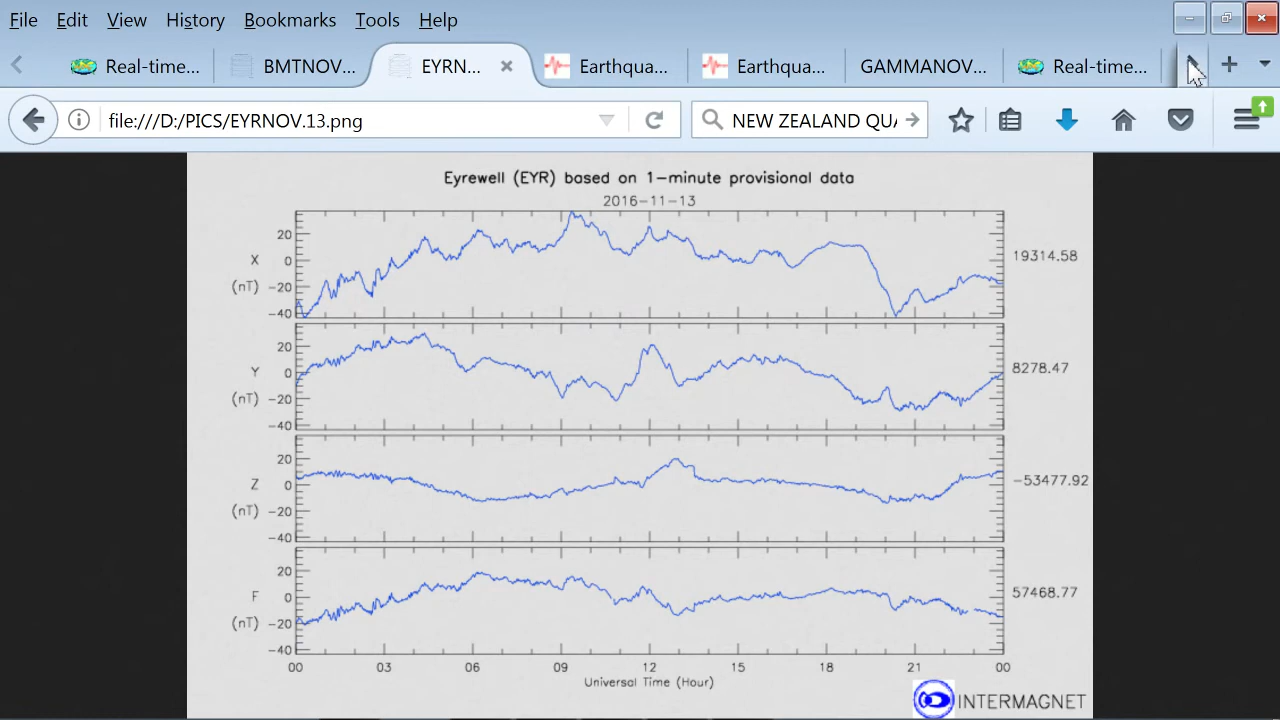 File Edit View History Bookmarks Tools Help
Real-time... BMTNOV... EYRN... Earthqua... Earthqua... GAMMANOV... Real-time...
file:///D:/PICS/EYRNOV.13.png NEW ZEALAND QU
Eyrewell (EYR) based on 1-minute provisional data
2016-11-13
20
X 0 19314.58
(nT) -20
-40
20
Y 0 8278.47
(nT) -20
-40
20
Z 0 -53477.92
(nT) -20
-40
20
F 0 57468.77
(nT) -20
-40
00 03 06 09 12 15 18 21 00
Universal Time (Hour)
INTERMAGNET